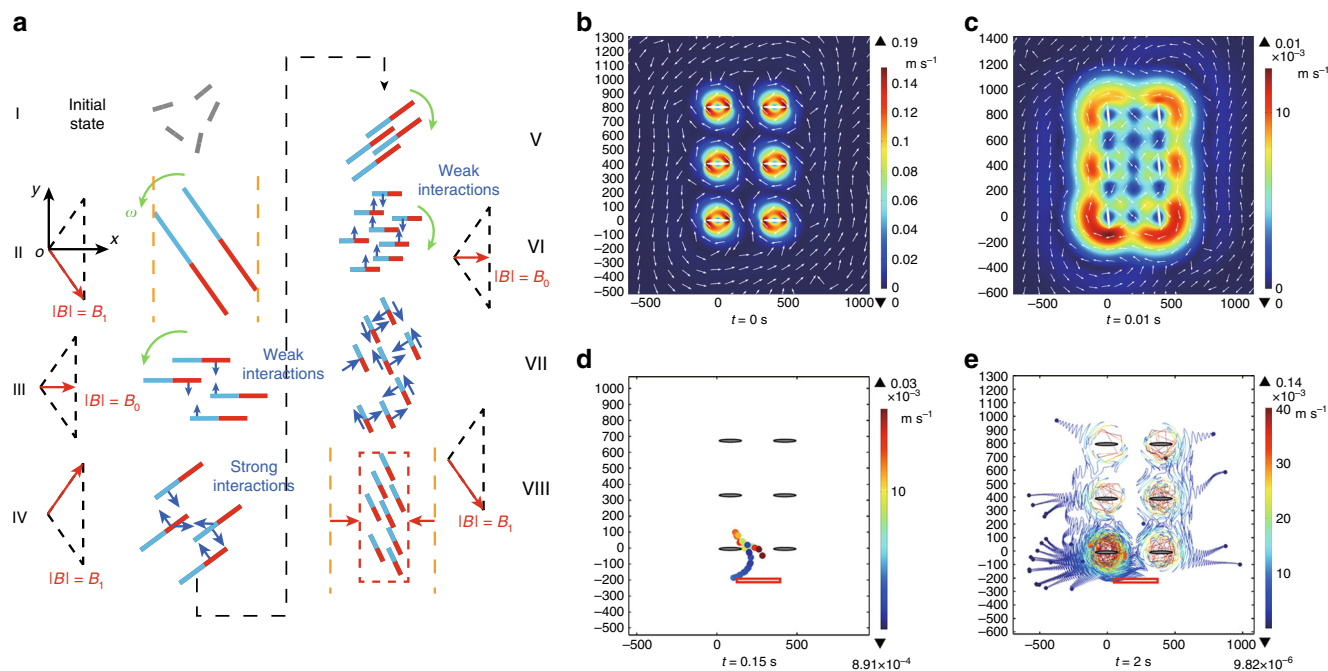 a
I
Initial
state
y
x
o
ω
II
|B| = B1
III
Weak
interactions
|B| = B0
IV
Strong
interactions
|B| = B1
V
Weak
interactions
VI
|B| = B0
VII
VIII
|B| = B1
b
1300
1200
1100
1000
900
800
700
600
500
400
300
200
100
0
−100
−200
−300
−400
−500
−500
0
500
1000
t = 0 s
▲ 0.19
m s⁻¹
0.14
0.12
0.10
0.08
0.06
0.04
0.02
0
▼ 0
c
1400
1200
1000
800
600
400
200
0
−200
−400
−600
−500
0
500
1000
t = 0.01 s
▲ 0.01
×10⁻³
m s⁻¹
10
0
▼ 0
d
1000
900
800
700
600
500
400
300
200
100
0
−100
−200
−300
−400
−500
−500
0
500
t = 0.15 s
▲ 0.03
×10⁻³
m s⁻¹
10
▼
8.91×10⁻⁴
e
1300
1200
1100
1000
900
800
700
600
500
400
300
200
100
0
−100
−200
−300
−400
−500
−600
−500
0
500
1000
t = 2 s
▲ 0.14
×10⁻³
40
m s⁻¹
30
20
10
▼
9.82×10⁻⁶